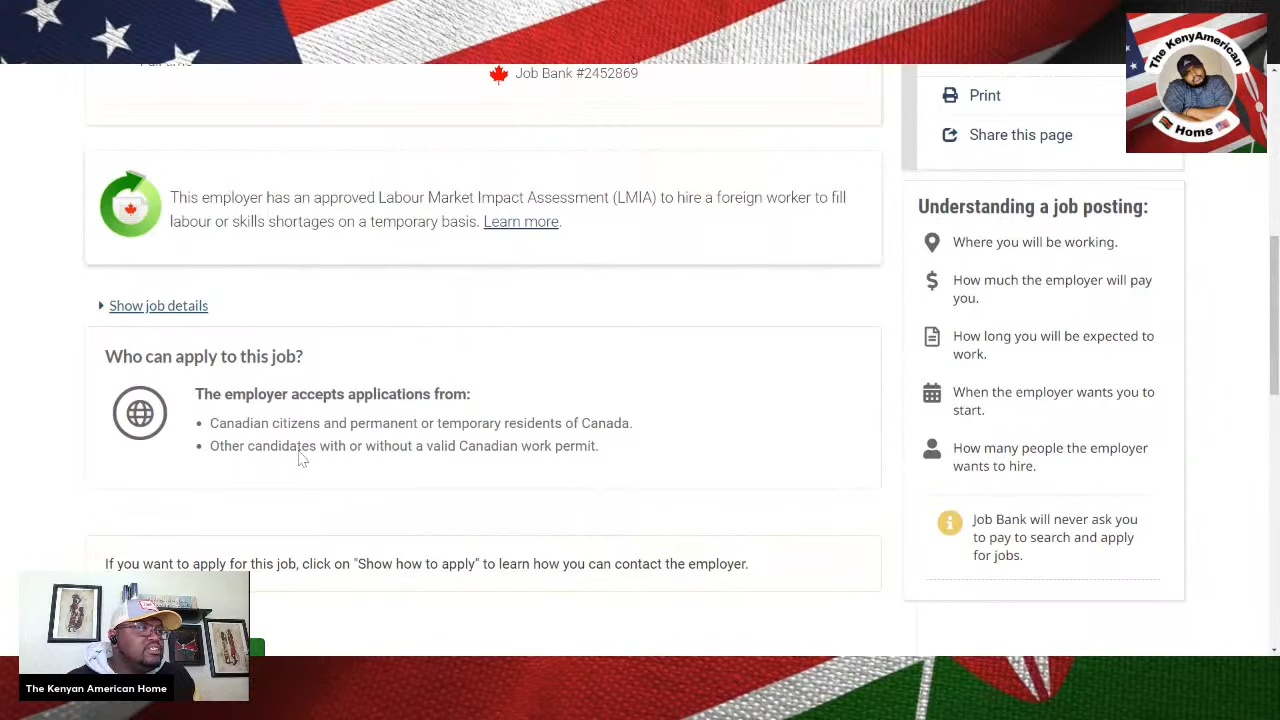 Full time
Job Bank #2452869
This employer has an approved Labour Market Impact Assessment (LMIA) to hire a foreign worker to fill
labour or skills shortages on a temporary basis. Learn more.
Show job details
Who can apply to this job?
The employer accepts applications from:
Canadian citizens and permanent or temporary residents of Canada.
Other candidates with or without a valid Canadian work permit.
If you want to apply for this job, click on "Show how to apply" to learn how you can contact the employer.
Print
Share this page
Understanding a job posting:
Where you will be working.
How much the employer will pay
you.
How long you will be expected to
work.
When the employer wants you to
start.
How many people the employer
wants to hire.
Job Bank will never ask you
to pay to search and apply
for jobs.
The KenyAmerican
Home
The Kenyan American Home